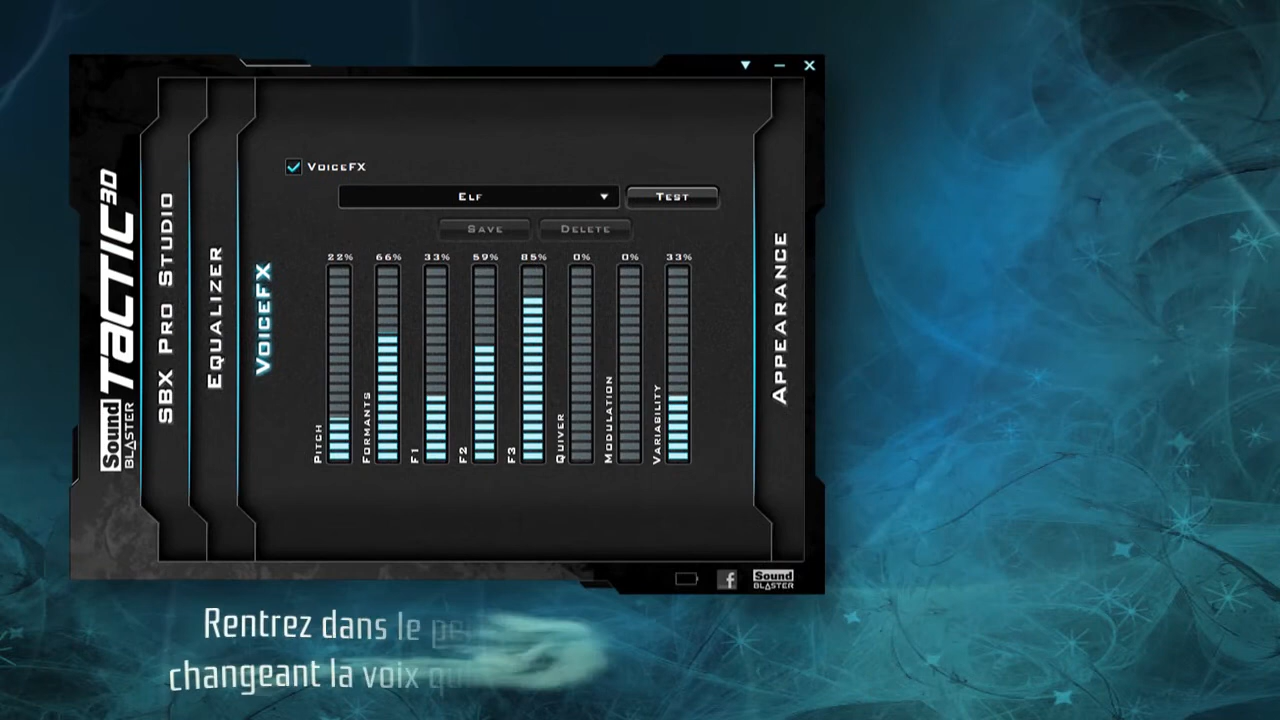 VoiceFX
Elf
Test
Save
Delete
22% 66% 33% 59% 85% 0% 0% 33%
Pitch
Formants
F1
F2
F3
Quiver
Modulation
Variability
Sound BLASTER
TACTIC3D
SBX Pro Studio
Equalizer
VoiceFX
Appearance
f
Sound BLASTER
Rentrez dans le
changeant la voix